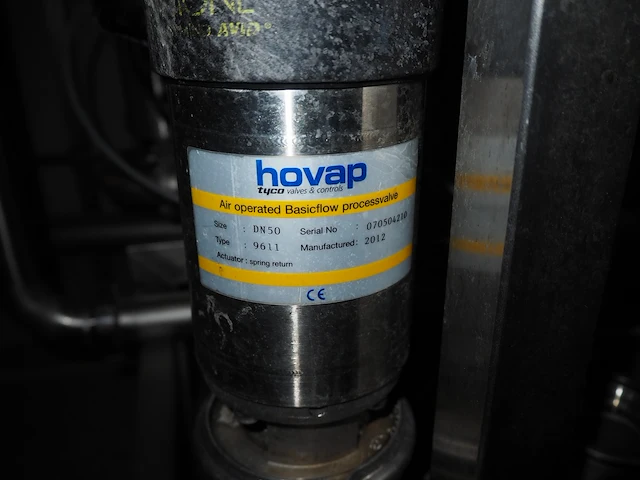 hovap
tyco valves & controls
Air operated Basicflow processvalve
Size : DN50 Serial No : 070504210
Type : 9611 Manufactured : 2012
Actuator : spring return
CE